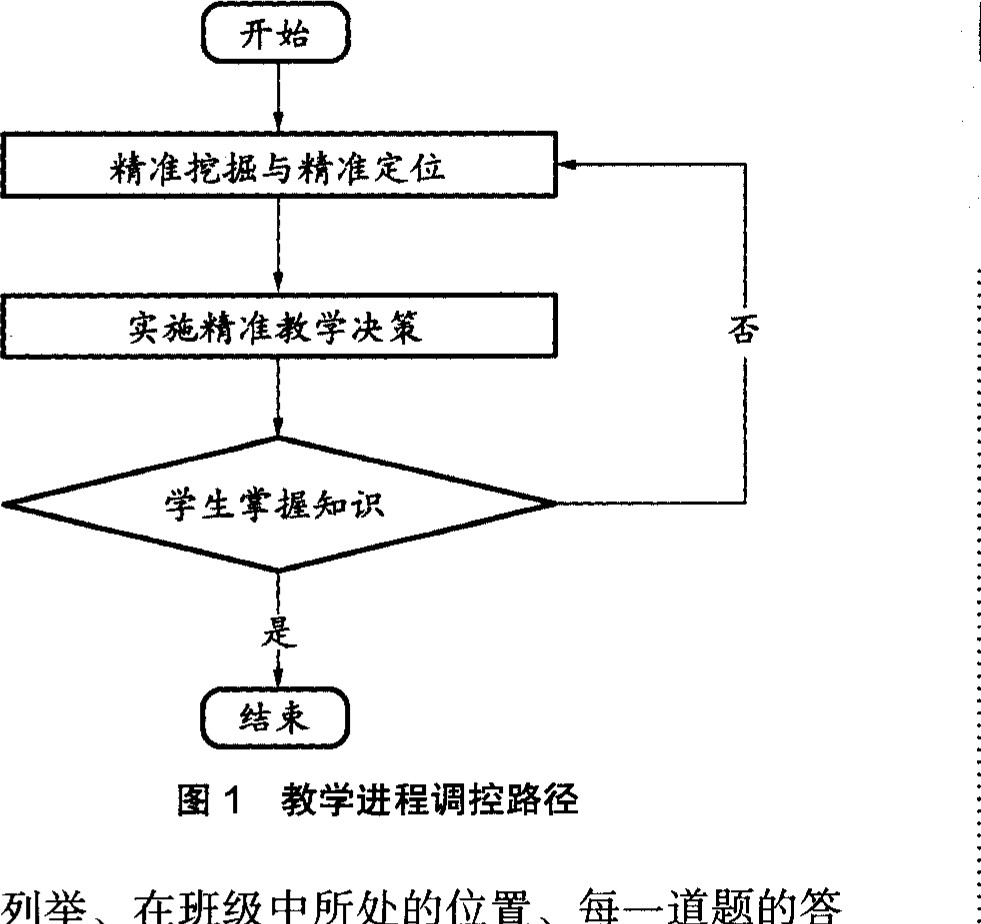 开始
精准挖掘与精准定位
实施精准教学决策
否
学生掌握知识
是
结束
图1 教学进程调控路径
列举、在班级中所处的位置、每一道题的答